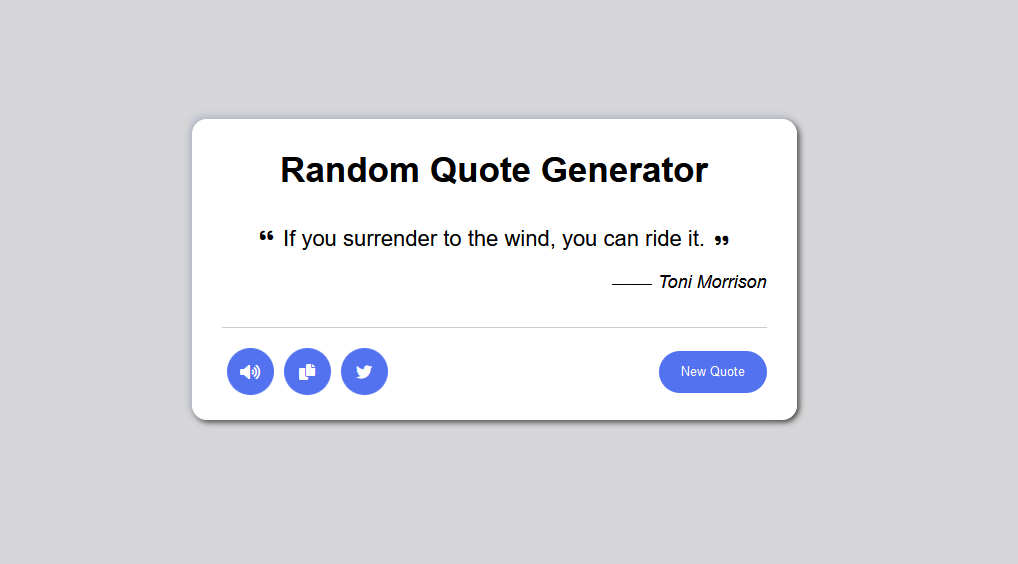 Random Quote Generator
“ If you surrender to the wind, you can ride it. ”
—— Toni Morrison
New Quote